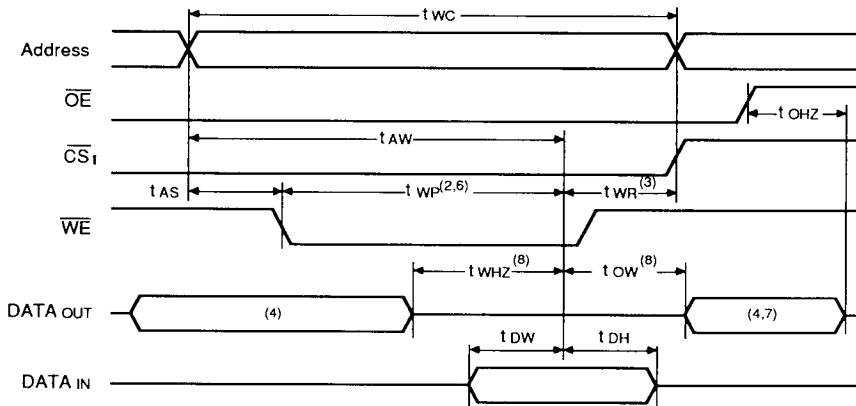 t WC
Address
OE
t OHZ
t AW
CS1
t AS
t WP(2,6)
t WR(3)
WE
t WHZ(8)
t OW(8)
DATA OUT
(4)
(4,7)
t DW
t DH
DATA IN